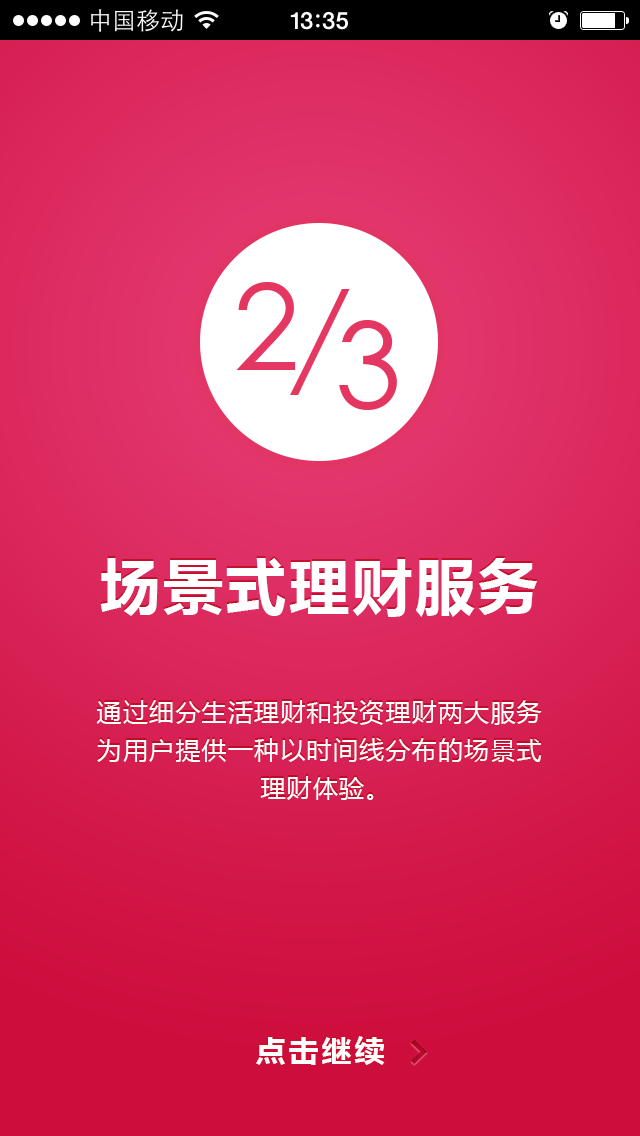 中国移动 13:35
2/3
场景式理财服务
通过细分生活理财和投资理财两大服务
为用户提供一种以时间线分布的场景式
理财体验。
点击继续